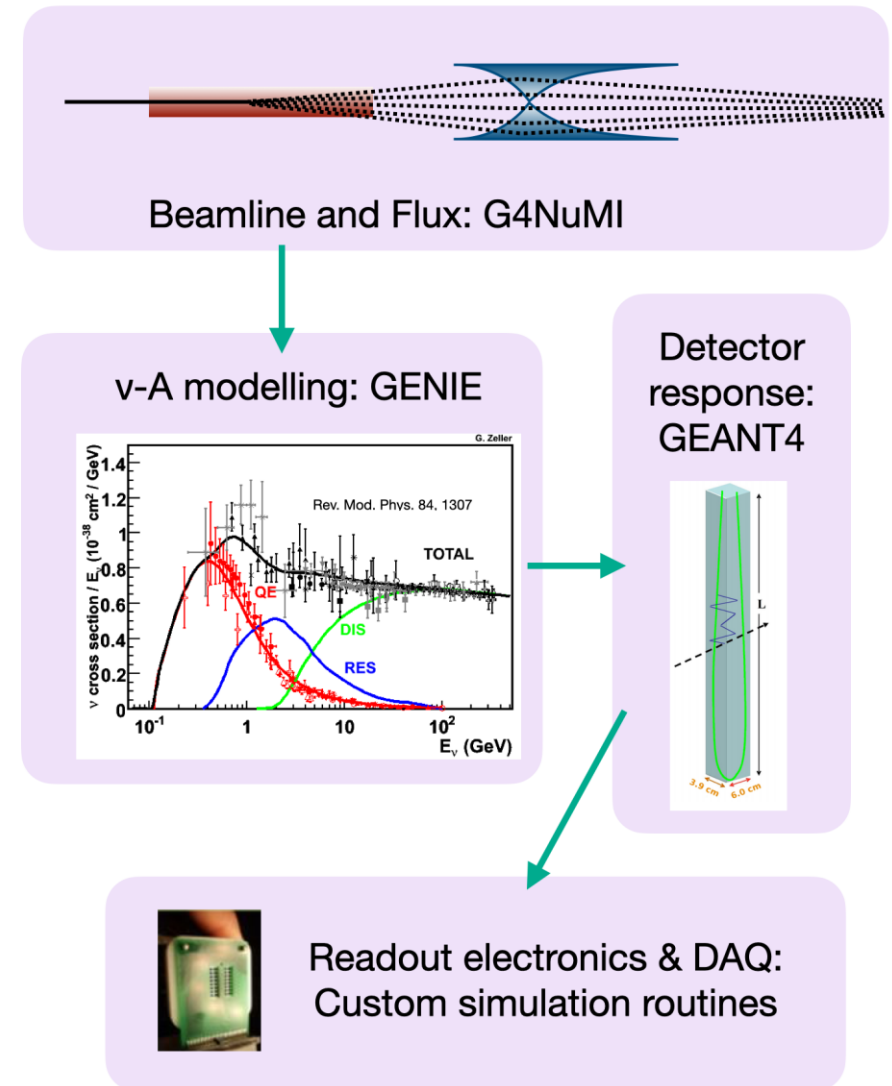 Beamline and Flux: G4NuMI
ν-A modelling: GENIE
G. Zeller
Rev. Mod. Phys. 84, 1307
TOTAL
QE
DIS
RES
ν cross section / Eν (10⁻³⁸ cm² / GeV)
1.4
1.2
1
0.8
0.6
0.4
0.2
0
10⁻¹
1
10
10²
Eν (GeV)
Detector
response:
GEANT4
L
3.9 cm
6.0 cm
Readout electronics & DAQ:
Custom simulation routines